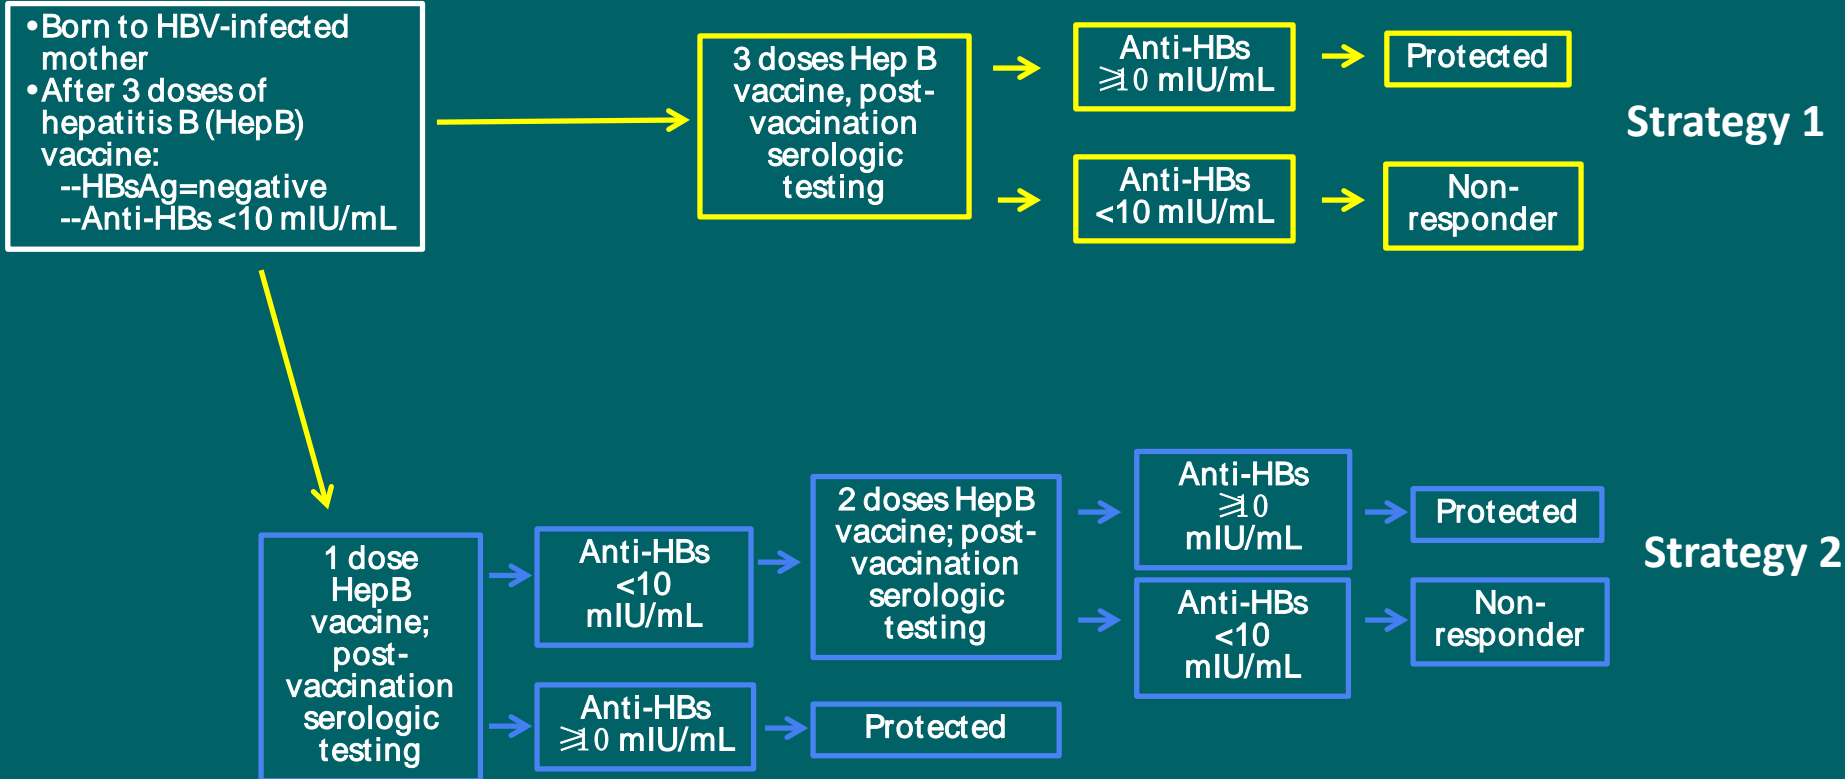 •Born to HBV-infected
mother
•After 3 doses of
hepatitis B (HepB)
vaccine:
--HBsAg=negative
--Anti-HBs <10 mIU/mL
3 doses Hep B
vaccine, post-
vaccination
serologic
testing
Anti-HBs
⩾10 mIU/mL
Protected
Anti-HBs
<10 mIU/mL
Non-
responder
Strategy 1
1 dose
HepB
vaccine;
post-
vaccination
serologic
testing
Anti-HBs
<10
mIU/mL
2 doses HepB
vaccine; post-
vaccination
serologic
testing
Anti-HBs
⩾10
mIU/mL
Protected
Anti-HBs
<10
mIU/mL
Non-
responder
Anti-HBs
⩾10 mIU/mL
Protected
Strategy 2